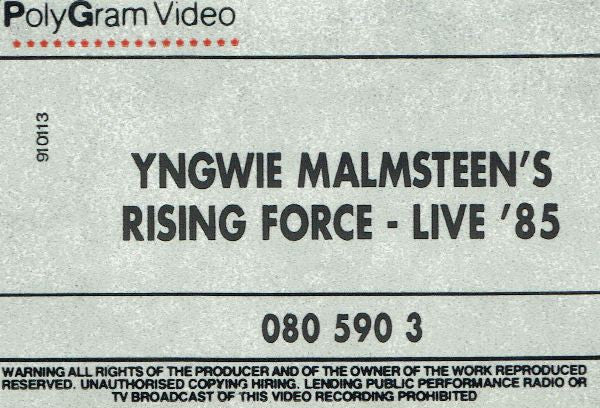 PolyGram Video
910113
YNGWIE MALMSTEEN'S
RISING FORCE - LIVE '85
080 590 3
WARNING ALL RIGHTS OF THE PRODUCER AND OF THE OWNER OF THE WORK REPRODUCED
RESERVED. UNAUTHORISED COPYING HIRING. LENDING PUBLIC PERFORMANCE RADIO OR
TV BROADCAST OF THIS VIDEO RECORDING PROHIBITED